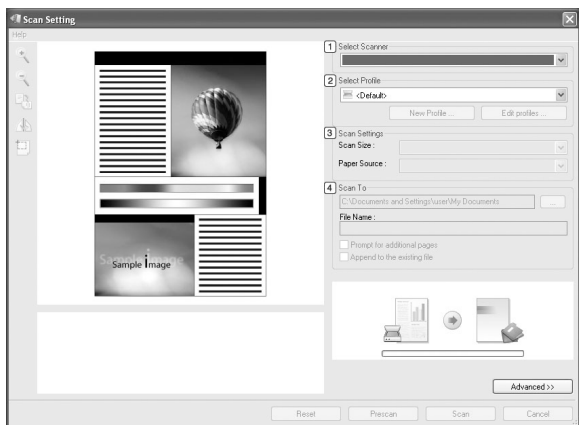 Scan Setting
Help
1 Select Scanner
2 Select Profile
<Default>
New Profile ... Edit profiles ...
3 Scan Settings
Scan Size :
Paper Source :
4 Scan To
C:\Documents and Settings\user\My Documents ...
File Name :
Prompt for additional pages
Append to the existing file
Sample image
Sample image
Advanced >>
Reset Prescan Scan Cancel